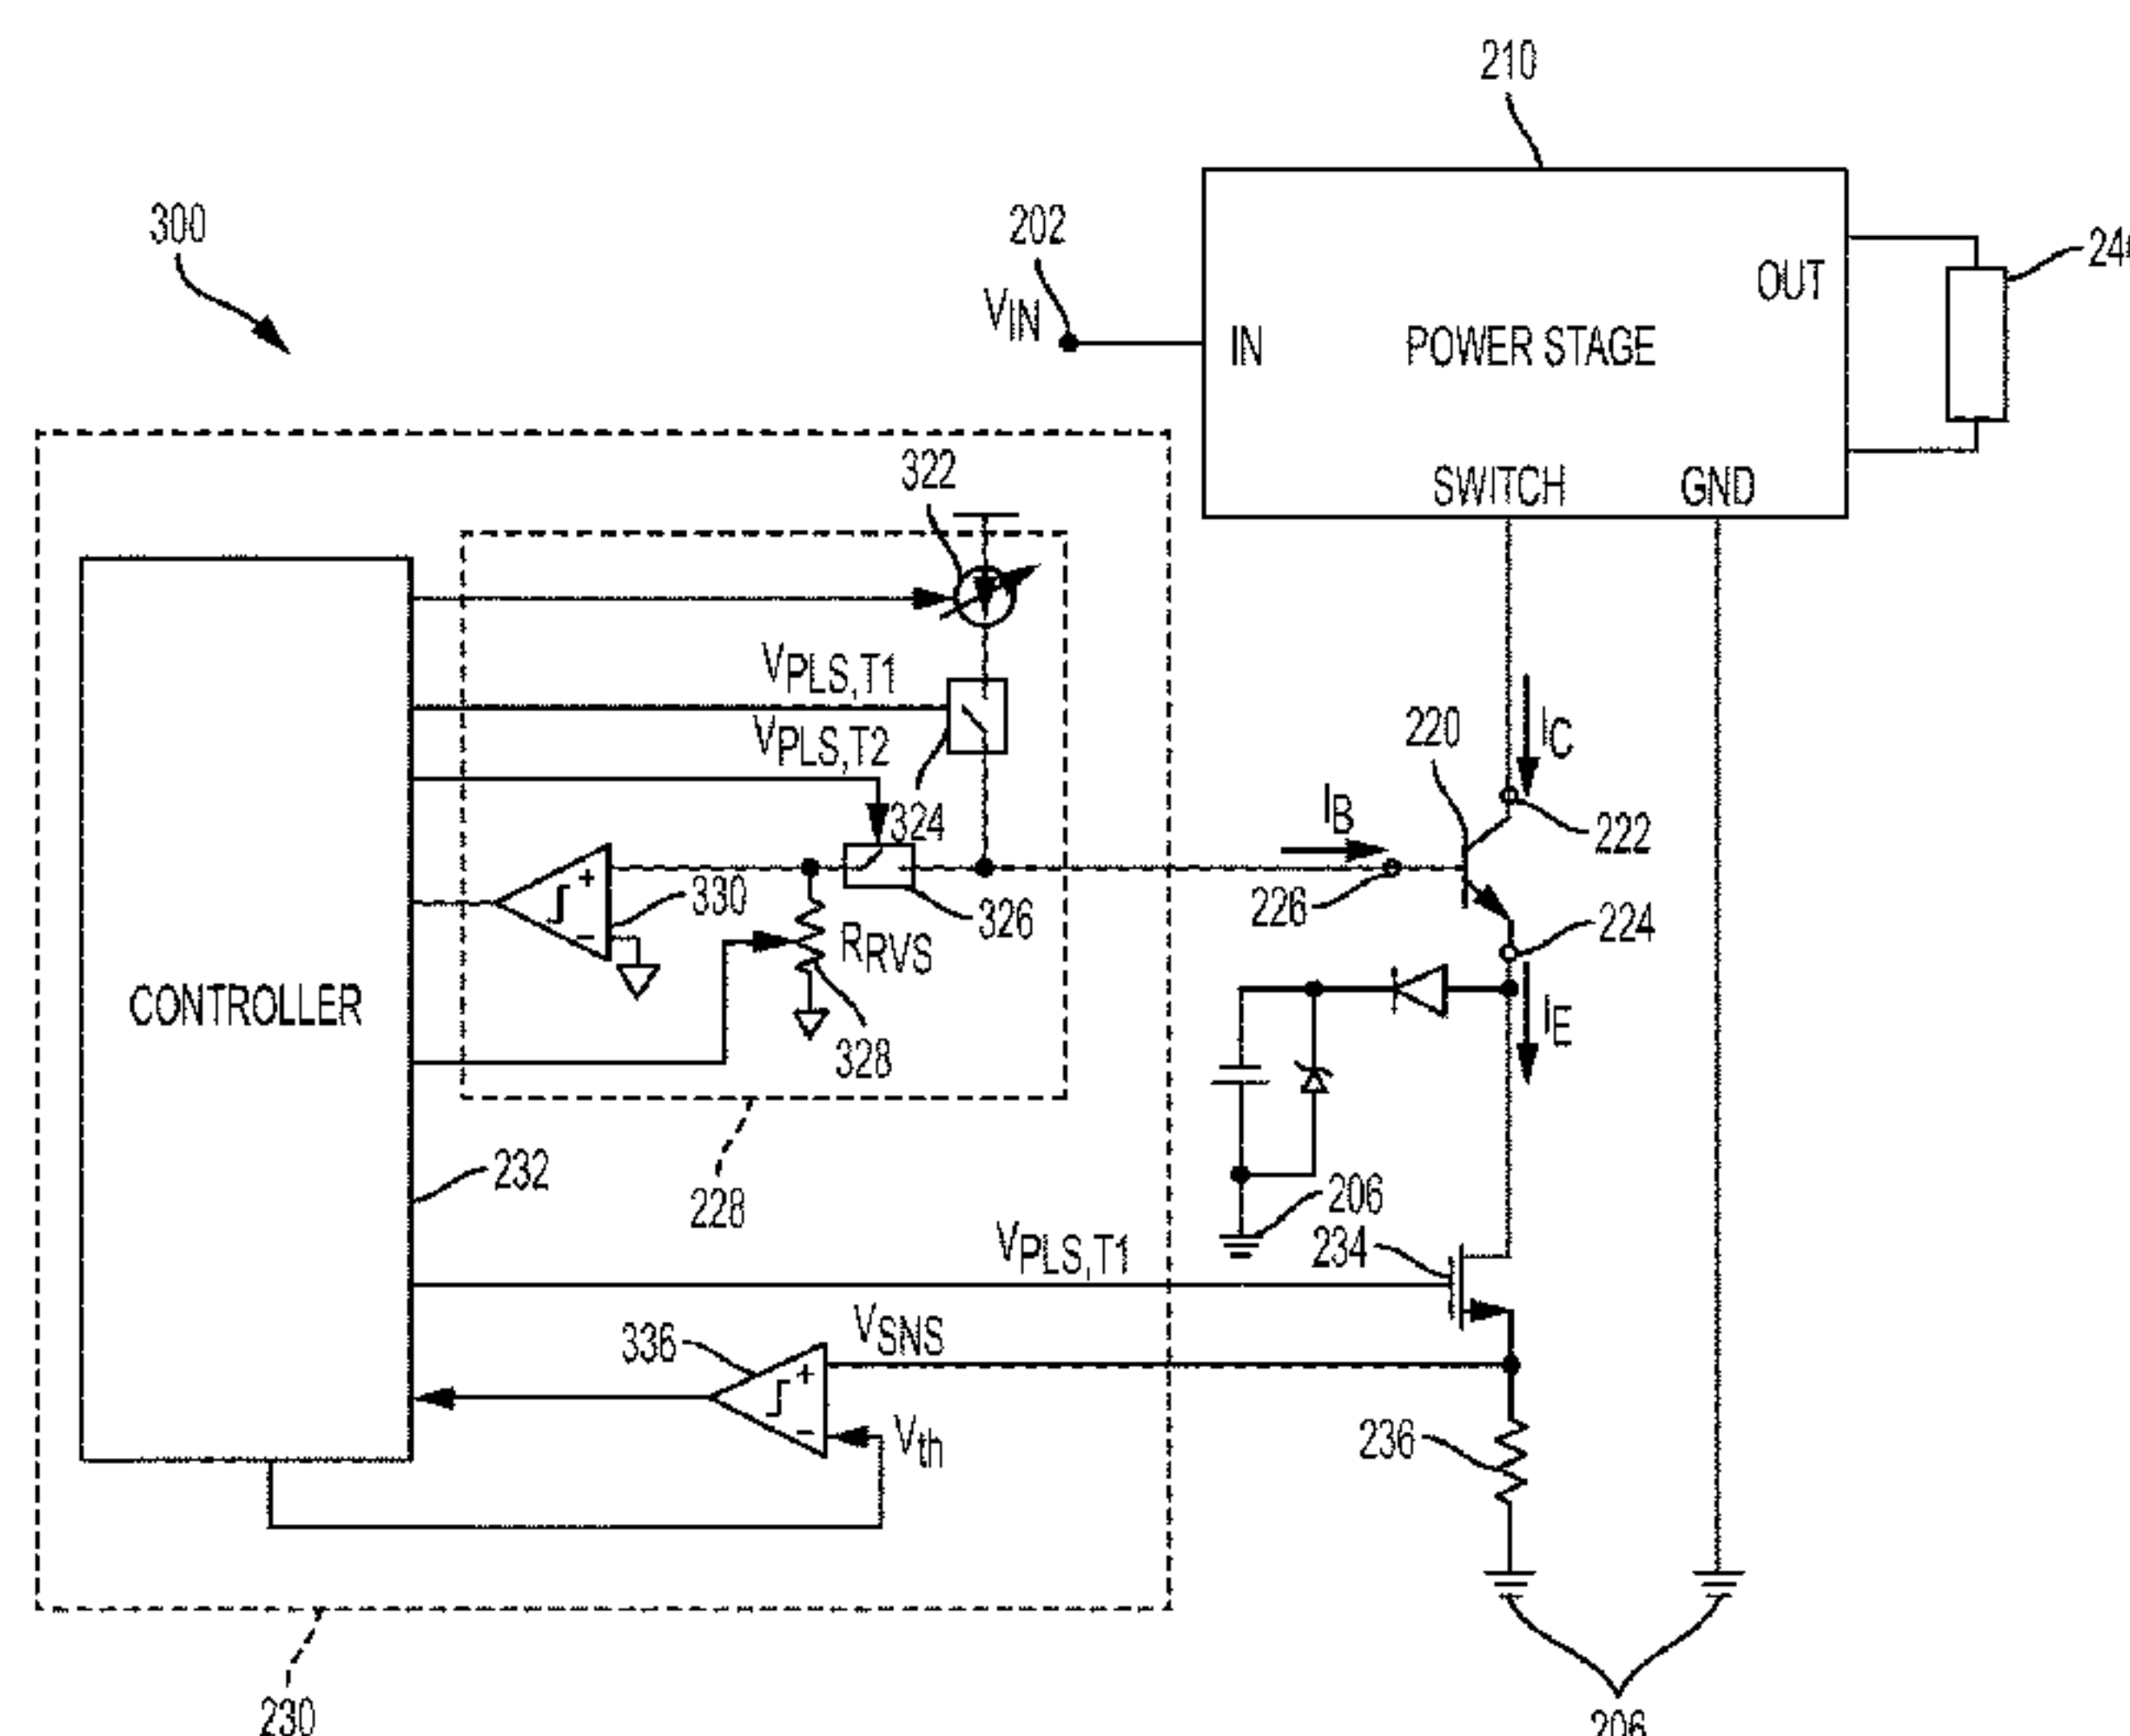 210
300
202
VIN
IN
POWER STAGE
OUT
SWITCH
GND
322
VPLS,T1
VPLS,T2
324
330
326
RRVS
328
CONTROLLER
IB
226
220
IC
222
224
IE
232
228
206
234
VPLS,T1
VSNS
336
+
-
Vth
236
230
206